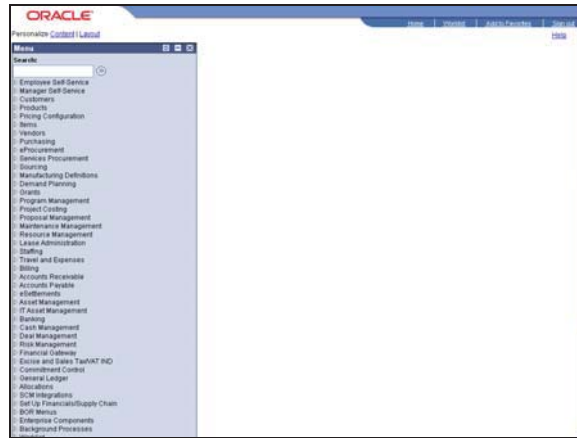 ORACLE
Home | Worklist | Add to Favorites | Sign out
Personalize Content | Layout
Help
Menu
Search:
Employee Self-Service
Manager Self-Service
Customers
Products
Pricing Configuration
Items
Vendors
Purchasing
eProcurement
Services Procurement
Sourcing
Manufacturing Definitions
Demand Planning
Grants
Program Management
Project Costing
Proposal Management
Maintenance Management
Resource Management
Lease Administration
Staffing
Travel and Expenses
Billing
Accounts Receivable
Accounts Payable
eSettlements
Asset Management
IT Asset Management
Banking
Cash Management
Deal Management
Risk Management
Financial Gateway
Excise and Sales Tax/VAT IND
Commitment Control
General Ledger
Allocations
SCM Integrations
Set Up Financials/Supply Chain
BOR Menus
Enterprise Components
Background Processes
Worklist